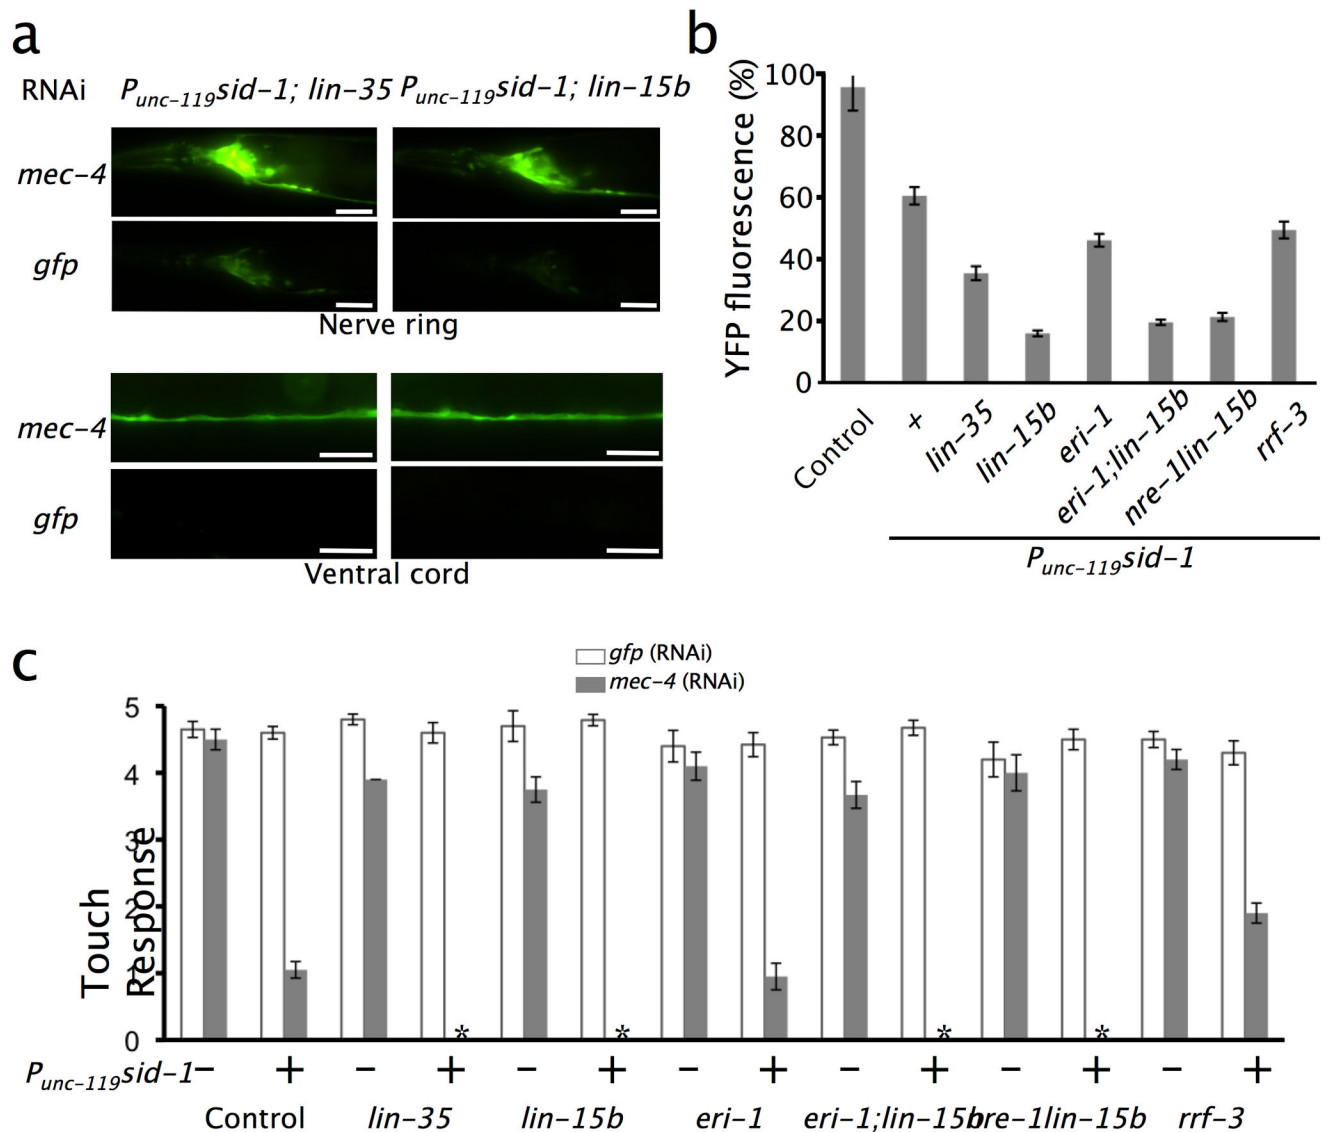 a
RNAi Punc-119sid-1; lin-35 Punc-119sid-1; lin-15b
mec-4
gfp
Nerve ring
mec-4
gfp
Ventral cord
b
YFP fluorescence (%)
100
80
60
40
20
0
Control + lin-35 lin-15b eri-1 eri-1;lin-15b nre-1lin-15b rrf-3
Punc-119sid-1
c
gfp (RNAi)
mec-4 (RNAi)
Touch
Response
5
4
3
2
1
0
* * * *
Punc-119sid-1 − + − + − + − + − + − + − +
Control lin-35 lin-15b eri-1 eri-1;lin-15b nre-1lin-15b rrf-3